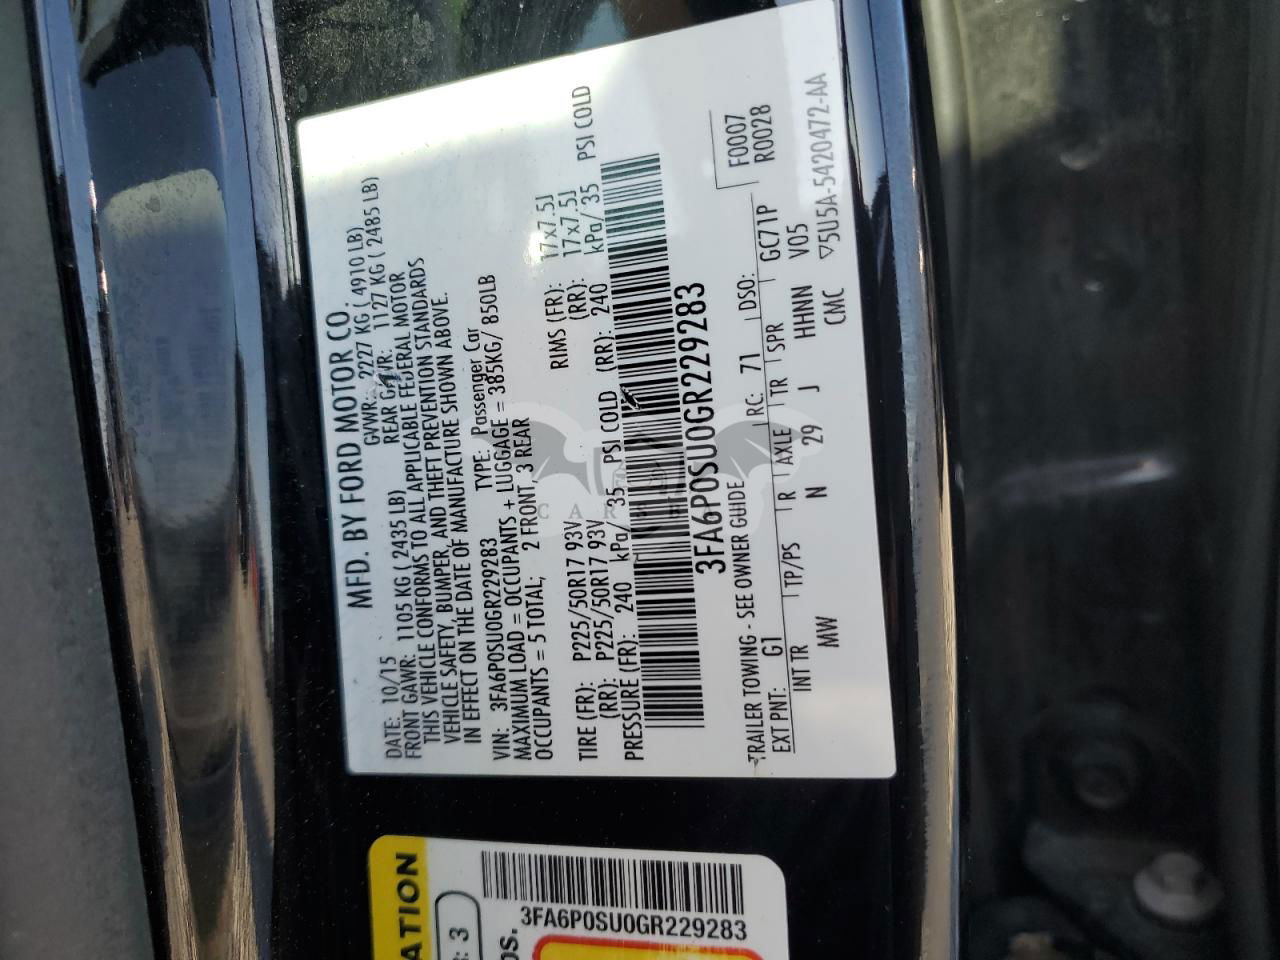 MFD. BY FORD MOTOR CO.
DATE: 10/15 GVWR: 2227 KG ( 4910 LB)
FRONT GAWR: 1105 KG ( 2435 LB) REAR GAWR: 1127 KG ( 2485 LB)
THIS VEHICLE CONFORMS TO ALL APPLICABLE FEDERAL MOTOR
VEHICLE SAFETY, BUMPER, AND THEFT PREVENTION STANDARDS
IN EFFECT ON THE DATE OF MANUFACTURE SHOWN ABOVE.
VIN: 3FA6P0SU0GR229283 TYPE: Passenger Car
MAXIMUM LOAD = OCCUPANTS + LUGGAGE = 385KG/ 850LB
OCCUPANTS = 5 TOTAL; 2 FRONT 3 REAR
TIRE (FR): P225/50R17 93V RIMS (FR): 17x7.5J
(RR): P225/50R17 93V (RR): 17x7.5J
PRESSURE (FR): 240 kPa/ 35 PSI COLD (RR): 240 kPa/ 35 PSI COLD
3FA6P0SU0GR229283
F0007
R0028
TRAILER TOWING - SEE OWNER GUIDE
EXT PNT: G1 RC: 71 DSO: GC71P
INT TR TP/PS R AXLE TR SPR V05
MW N 29 J HHNN
CMC ▽5U5A-5420472-AA
CARSBA
ATION
3
OS.
3FA6P0SU0GR229283